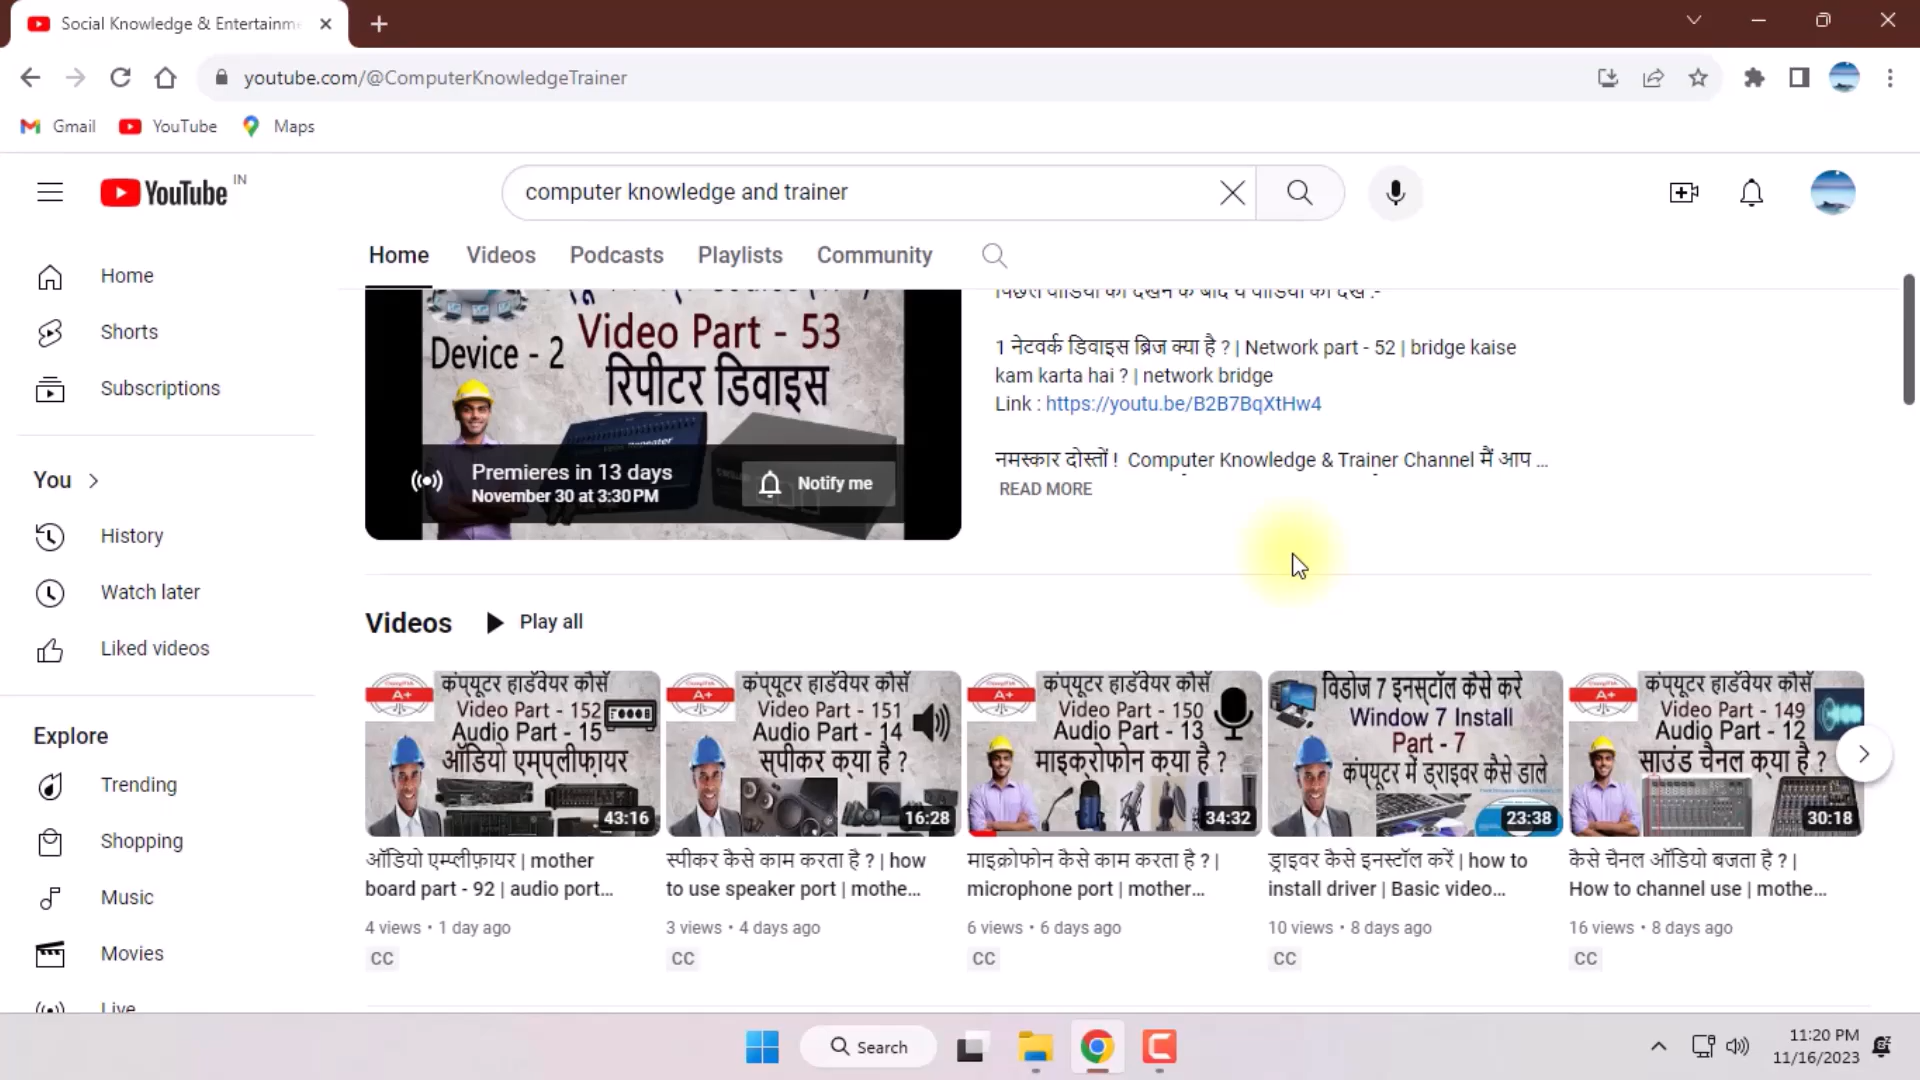 Social Knowledge & Entertainm
youtube.com/@ComputerKnowledgeTrainer
Gmail
YouTube
Maps
YouTube IN
computer knowledge and trainer
Home
Videos
Podcasts
Playlists
Community
Home
Shorts
Subscriptions
You
History
Watch later
Liked videos
Explore
Trending
Shopping
Music
Movies
Live
Video Part - 53
Device - 2
रिपीटर डिवाइस
Premieres in 13 days
November 30 at 3:30 PM
Notify me
1 नेटवर्क डिवाइस ब्रिज क्या है ? | Network part - 52 | bridge kaise
kam karta hai ? | network bridge
Link : https://youtu.be/B2B7BqXtHw4
नमस्कार दोस्तों ! Computer Knowledge & Trainer Channel मैं आप ...
READ MORE
Videos
Play all
A+
कंप्यूटर हार्डवेयर कौर्स
Video Part - 152
Audio Part - 15
ऑडियो एमप्लीफ़ायर
43:16
ऑडियो एम्प्लीफ़ायर | mother
board part - 92 | audio port...
4 views • 1 day ago
CC
A+
कंप्यूटर हार्डवेयर कौर्स
Video Part - 151
Audio Part - 14
स्पीकर क्या है ?
16:28
स्पीकर कैसे काम करता है ? | how
to use speaker port | mothe...
3 views • 4 days ago
CC
A+
कंप्यूटर हार्डवेयर कौर्स
Video Part - 150
Audio Part - 13
माइक्रोफोन क्या है ?
34:32
माइक्रोफोन कैसे काम करता है ? |
microphone port | mother...
6 views • 6 days ago
CC
विडोज 7 इनस्टॉल कैसे करे
Window 7 Install
Part - 7
कंप्यूटर में ड्राइवर कैसे डाले
23:38
ड्राइवर कैसे इनस्टॉल करें | how to
install driver | Basic video...
10 views • 8 days ago
CC
A+
कंप्यूटर हार्डवेयर कौर्स
Video Part - 149
Audio Part - 12
साउंड चैनल क्या है ?
30:18
कैसे चैनल ऑडियो बजता है ? |
How to channel use | mothe...
16 views • 8 days ago
CC
Search
11:20 PM
11/16/2023